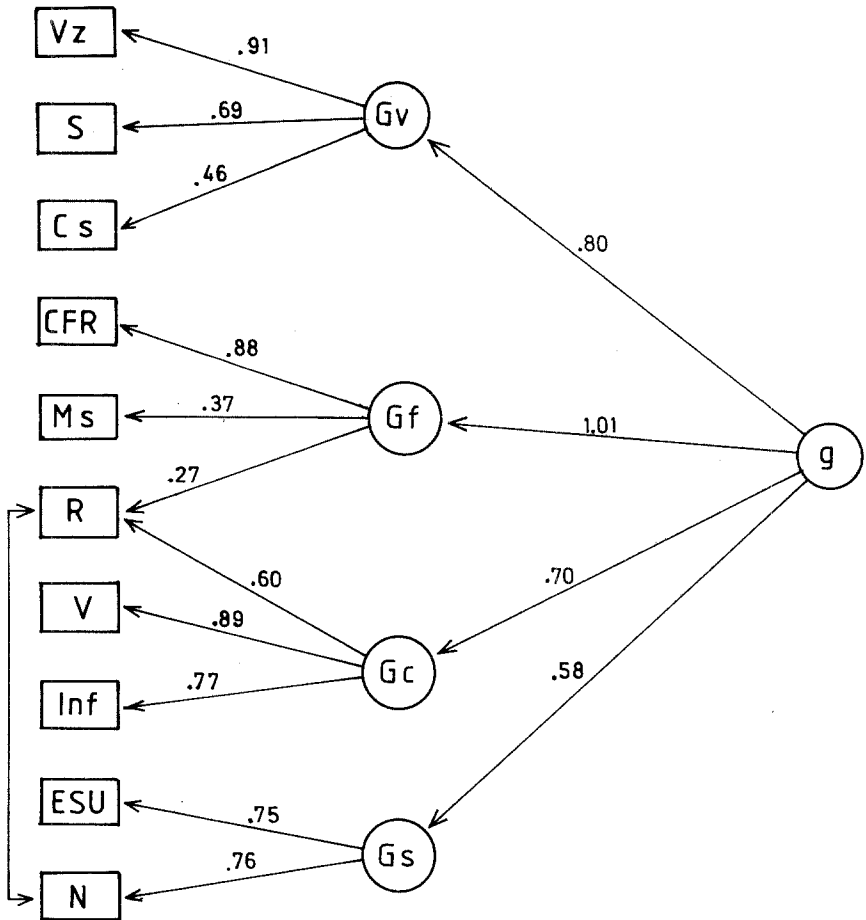 Vz
.91
S
.69
Gv
Cs
.46
.80
CFR
.88
Ms
.37
Gf
1.01
g
R
.27
.60
.70
V
.89
Gc
Inf
.77
.58
ESU
.75
Gs
N
.76